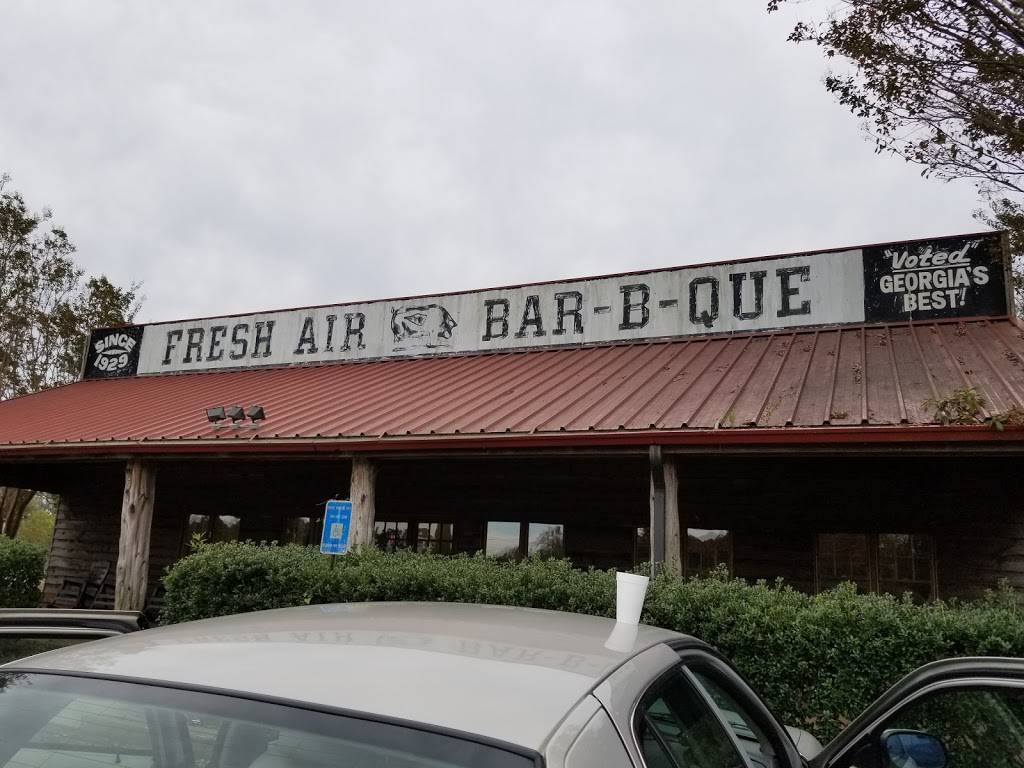 SINCE
1929
FRESH AIR BAR-B-QUE
"Voted"
GEORGIA'S
BEST!